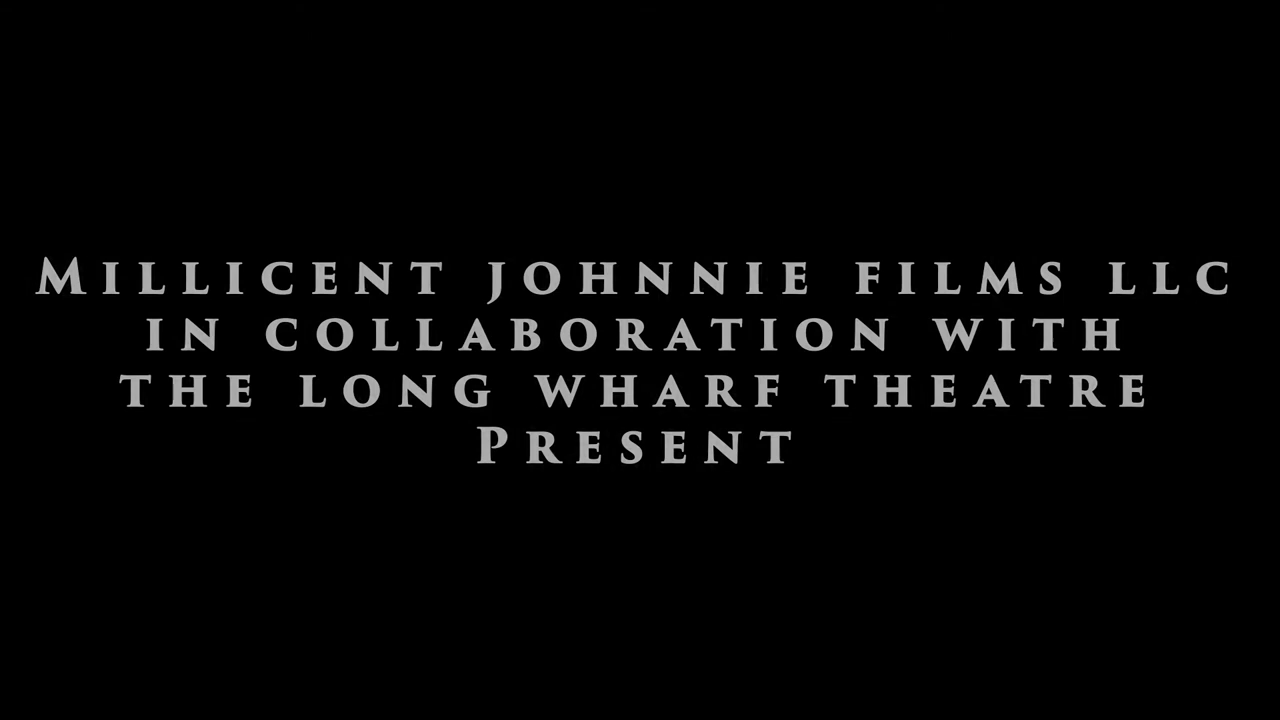 Millicent johnnie films llc
in collaboration with
the long wharf theatre
Present